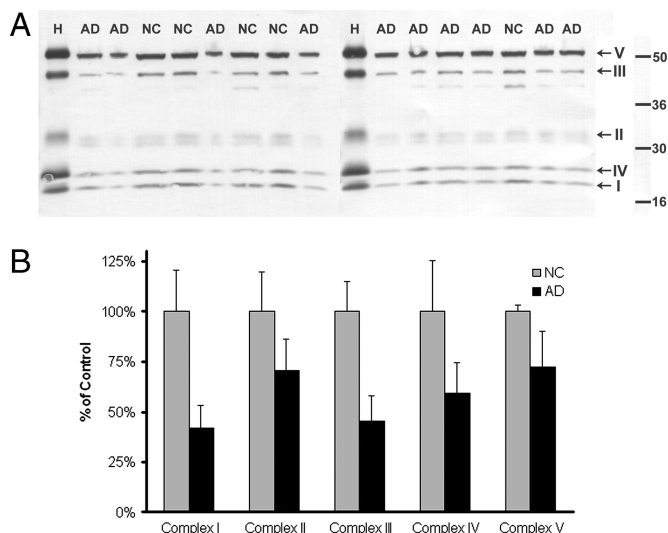 A
H AD AD NC NC AD NC NC AD H AD AD AD AD NC AD AD
←V
←III
←II
←IV
←I
50
36
30
16
B
125%
100%
75%
50%
25%
0%
% of Control
NC
AD
Complex I Complex II Complex III Complex IV Complex V